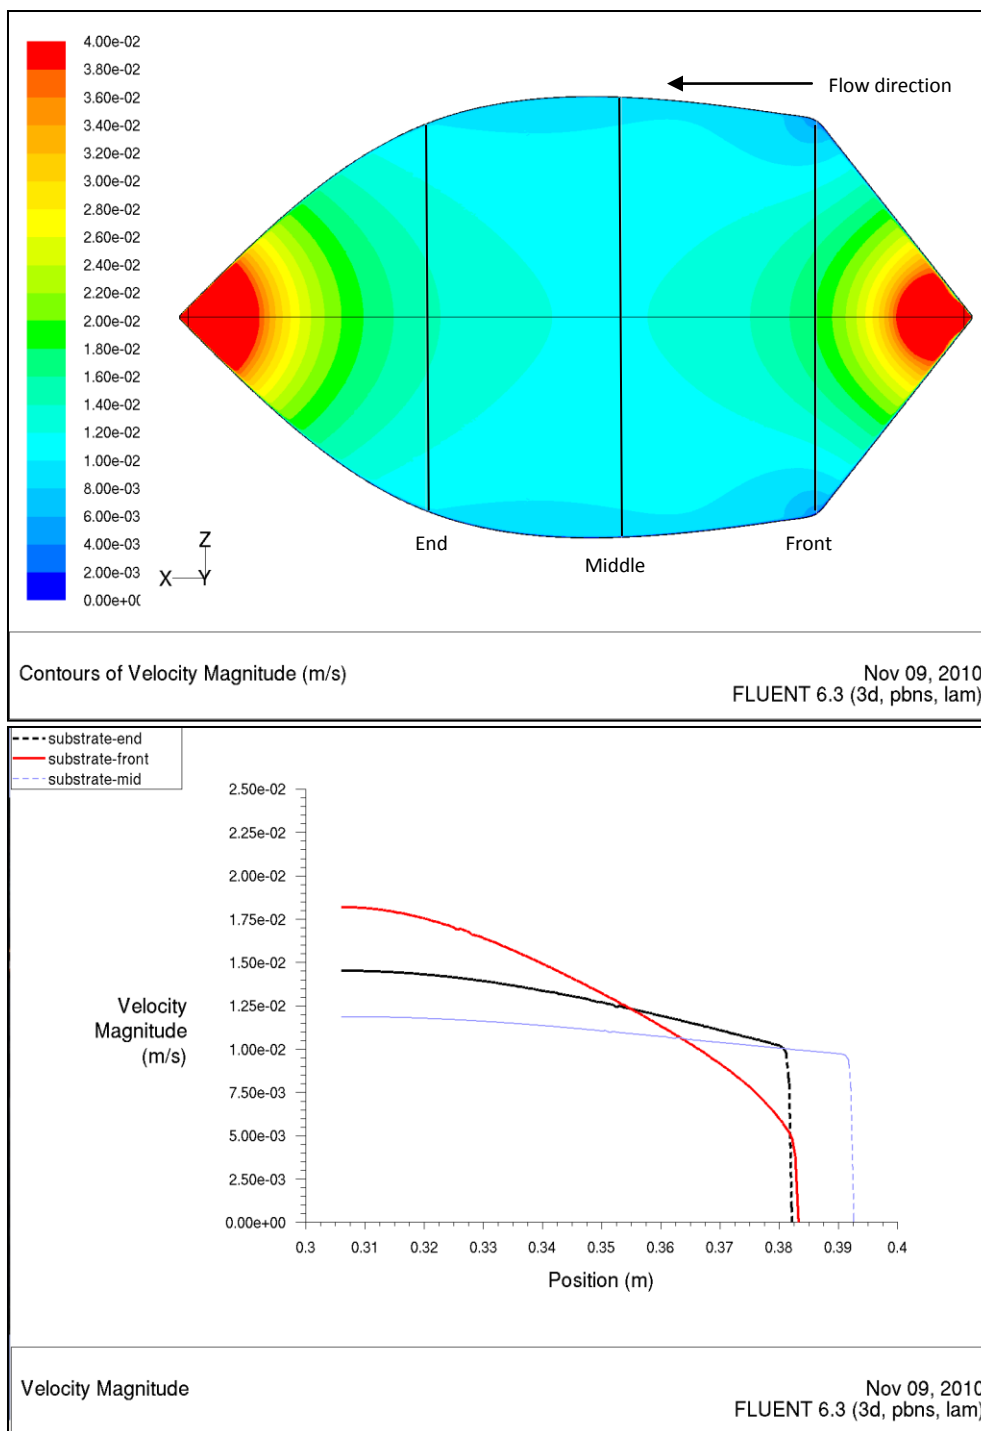 4.00e-02
3.80e-02
3.60e-02
3.40e-02
3.20e-02
3.00e-02
2.80e-02
2.60e-02
2.40e-02
2.20e-02
2.00e-02
1.80e-02
1.60e-02
1.40e-02
1.20e-02
1.00e-02
8.00e-03
6.00e-03
4.00e-03
2.00e-03
0.00e+00
Flow direction
End
Middle
Front
Z
X
Y
Contours of Velocity Magnitude (m/s)
Nov 09, 2010
FLUENT 6.3 (3d, pbns, lam)
substrate-end
substrate-front
substrate-mid
2.50e-02
2.25e-02
2.00e-02
1.75e-02
1.50e-02
1.25e-02
1.00e-02
7.50e-03
5.00e-03
2.50e-03
0.00e+00
Velocity
Magnitude
(m/s)
0.3 0.31 0.32 0.33 0.34 0.35 0.36 0.37 0.38 0.39 0.4
Position (m)
Velocity Magnitude
Nov 09, 2010
FLUENT 6.3 (3d, pbns, lam)